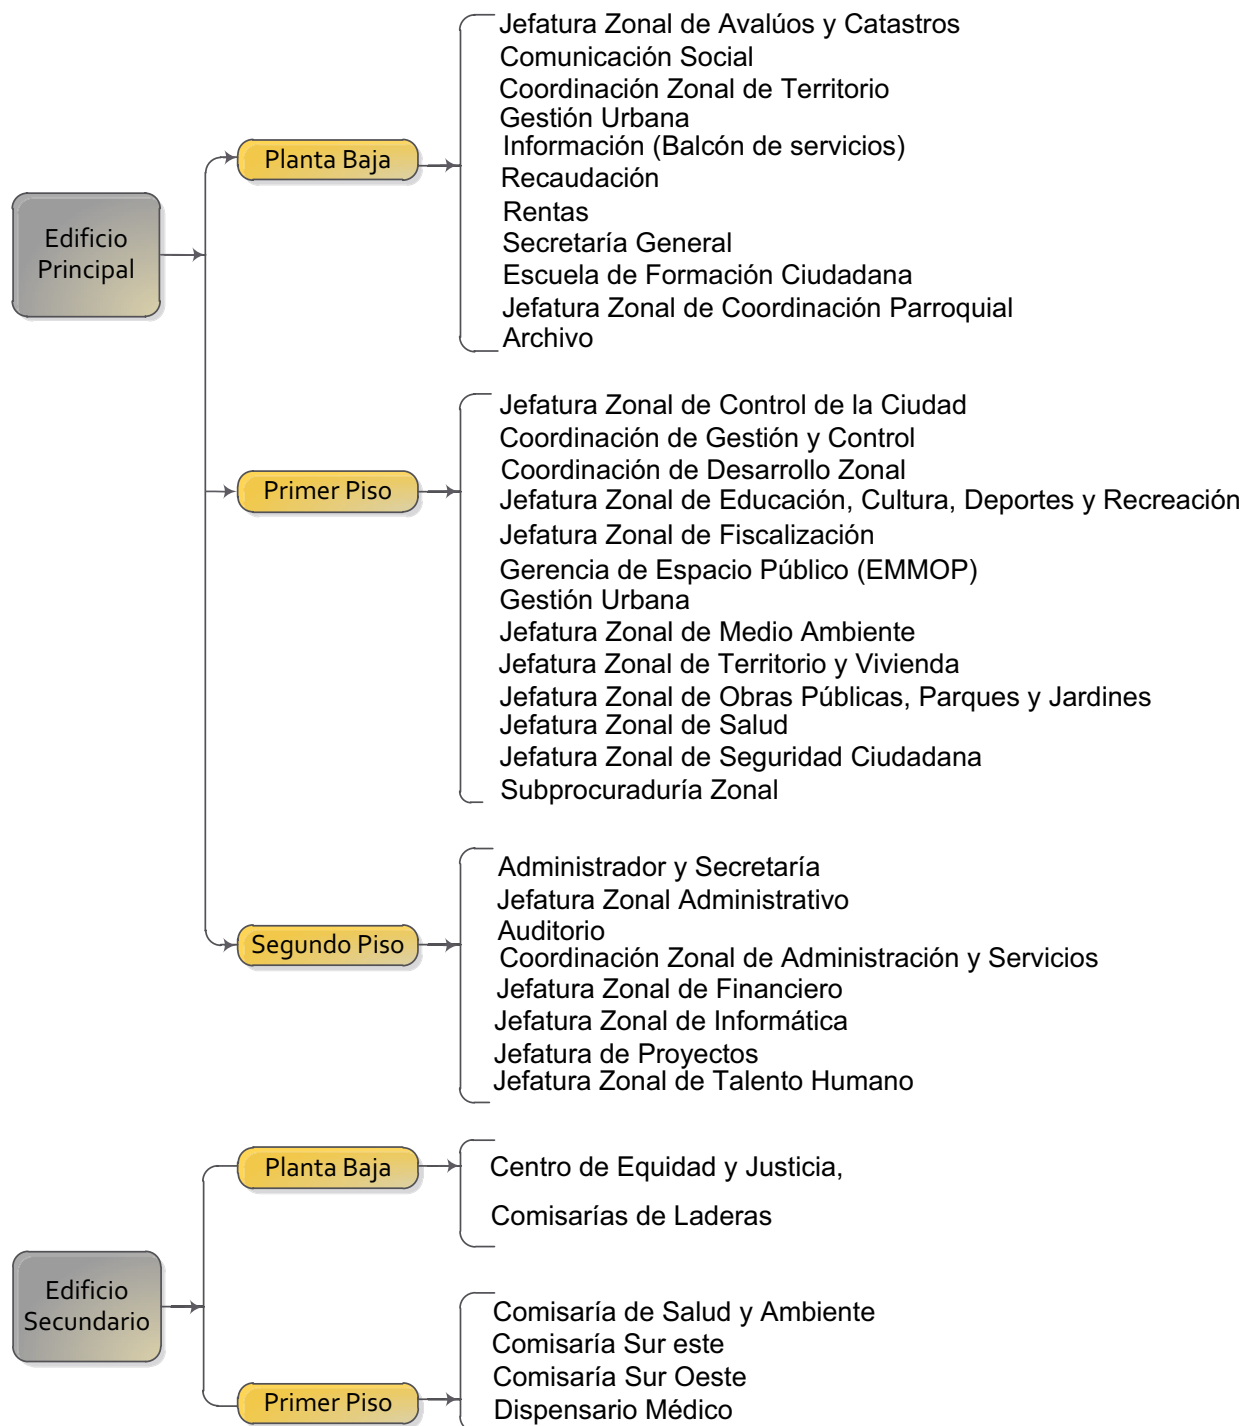 Edificio
Principal
Planta Baja
Jefatura Zonal de Avalúos y Catastros
Comunicación Social
Coordinación Zonal de Territorio
Gestión Urbana
Información (Balcón de servicios)
Recaudación
Rentas
Secretaría General
Escuela de Formación Ciudadana
Jefatura Zonal de Coordinación Parroquial
Archivo
Primer Piso
Jefatura Zonal de Control de la Ciudad
Coordinación de Gestión y Control
Coordinación de Desarrollo Zonal
Jefatura Zonal de Educación, Cultura, Deportes y Recreación
Jefatura Zonal de Fiscalización
Gerencia de Espacio Público (EMMOP)
Gestión Urbana
Jefatura Zonal de Medio Ambiente
Jefatura Zonal de Territorio y Vivienda
Jefatura Zonal de Obras Públicas, Parques y Jardines
Jefatura Zonal de Salud
Jefatura Zonal de Seguridad Ciudadana
Subprocuraduría Zonal
Segundo Piso
Administrador y Secretaría
Jefatura Zonal Administrativo
Auditorio
Coordinación Zonal de Administración y Servicios
Jefatura Zonal de Financiero
Jefatura Zonal de Informática
Jefatura de Proyectos
Jefatura Zonal de Talento Humano
Edificio
Secundario
Planta Baja
Centro de Equidad y Justicia,
Comisarías de Laderas
Primer Piso
Comisaría de Salud y Ambiente
Comisaría Sur este
Comisaría Sur Oeste
Dispensario Médico